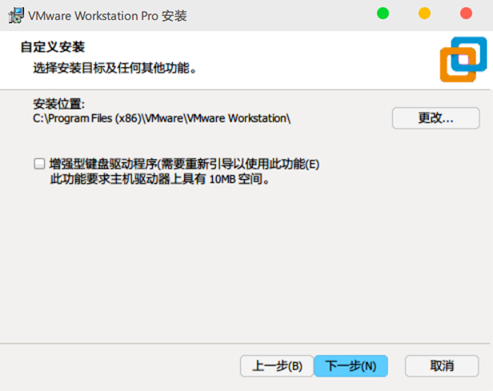 VMware Workstation Pro 安装
自定义安装
选择安装目标及任何其他功能。
安装位置:
C:\Program Files (x86)\VMware\VMware Workstation\
更改...
增强型键盘驱动程序(需要重新引导以使用此功能(E)
此功能要求主机驱动器上具有 10MB 空间。
上一步(B)
下一步(N)
取消